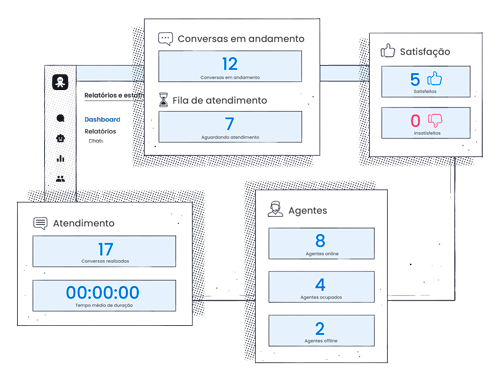 Conversas em andamento
12
Conversas em andamento
Fila de atendimento
7
Aguardando atendimento
Satisfação
5
Satisfeitos
0
Insatisfeitos
Relatórios e
Dashboard
Relatórios
Chats
Atendimento
17
Conversas realizadas
00:00:00
Tempo médio de duração
Agentes
8
Agentes online
4
Agentes ocupados
2
Agentes offline